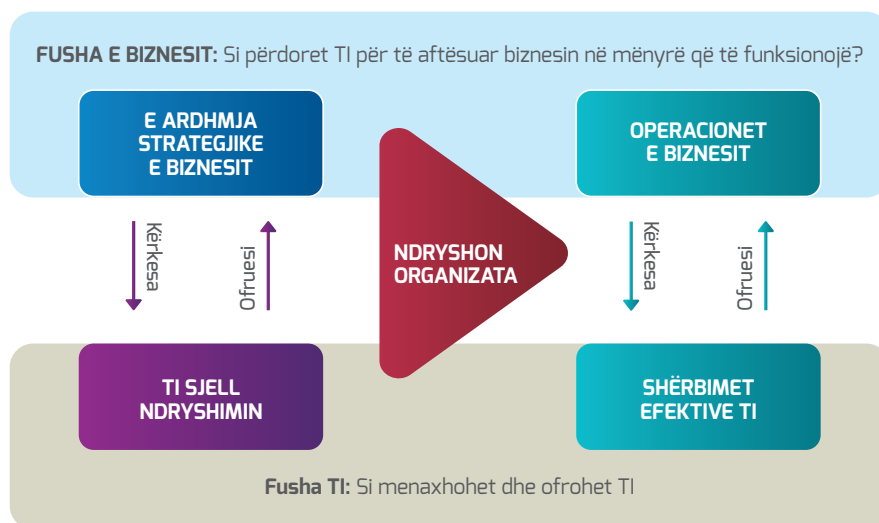 FUSHA E BIZNESIT: Si përdoret TI për të aftësuar biznesin në mënyrë që të funksionojë?
E ARDHMJA
STRATEGJIKE
E BIZNESIT
OPERACIONET
E BIZNESIT
Kërkesa
Ofruesi
NDRYSHON
ORGANIZATA
Kërkesa
Ofruesi
TI SJELL
NDRYSHIMIN
SHËRBIMET
EFEKTIVE TI
Fusha TI: Si menaxhohet dhe ofrohet TI